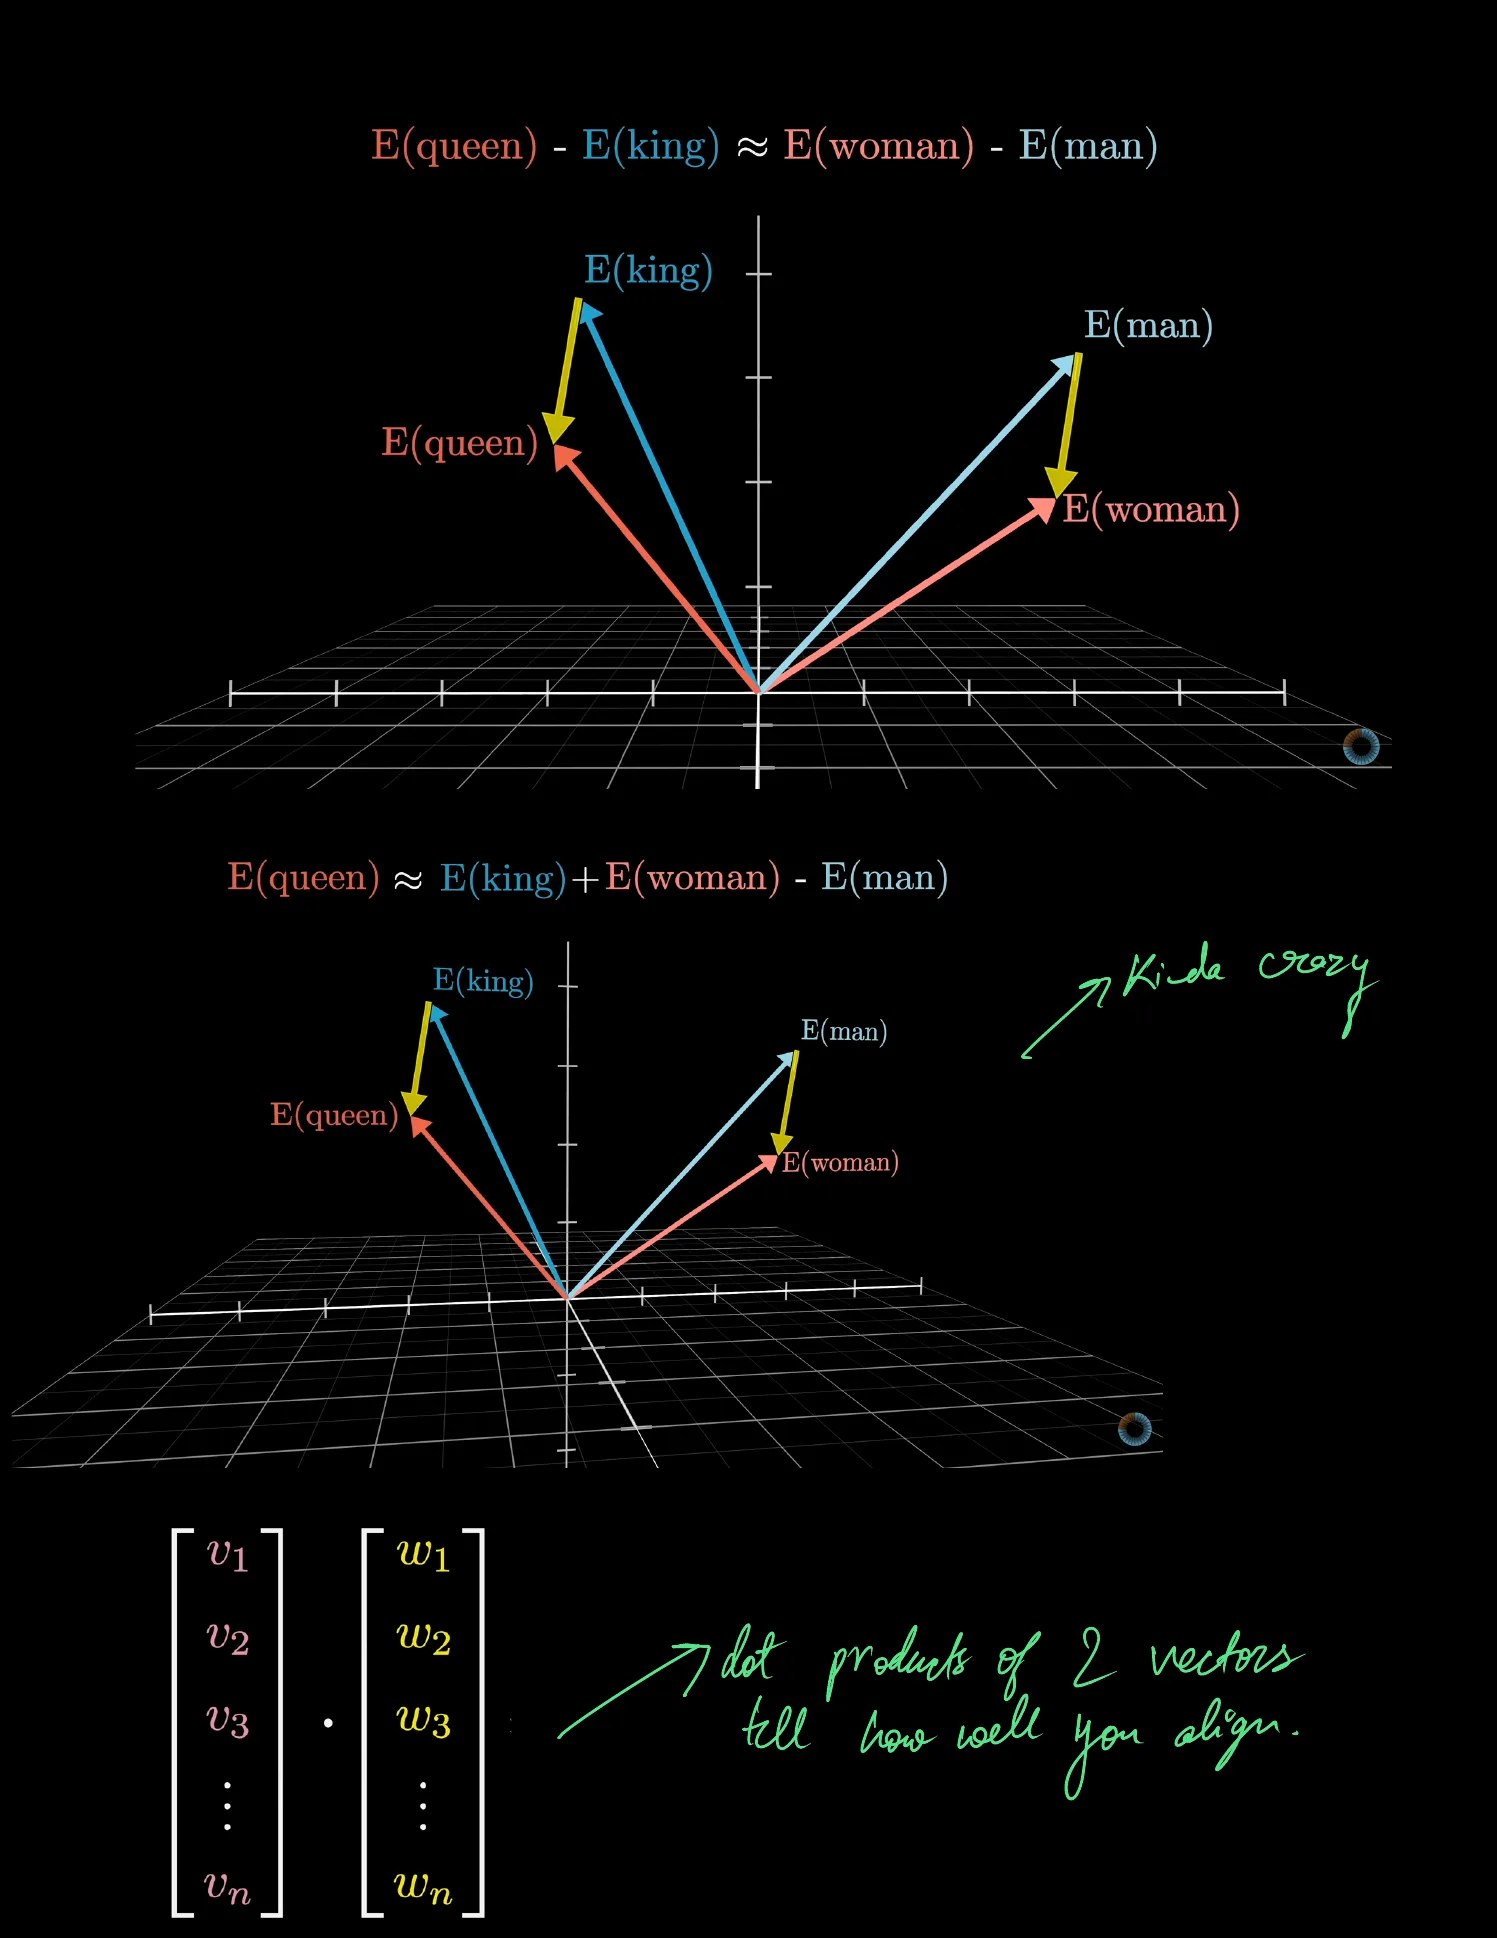 E(queen) - E(king) ≈ E(woman) - E(man)
E(king)
E(man)
E(queen)
E(woman)
E(queen) ≈ E(king)+E(woman) - E(man)
Kinda crazy
E(king)
E(man)
E(queen)
E(woman)
v1 w1
v2 w2
dot products of 2 vectors
v3 · w3
tell how well you align.
⋮ ⋮
vn wn